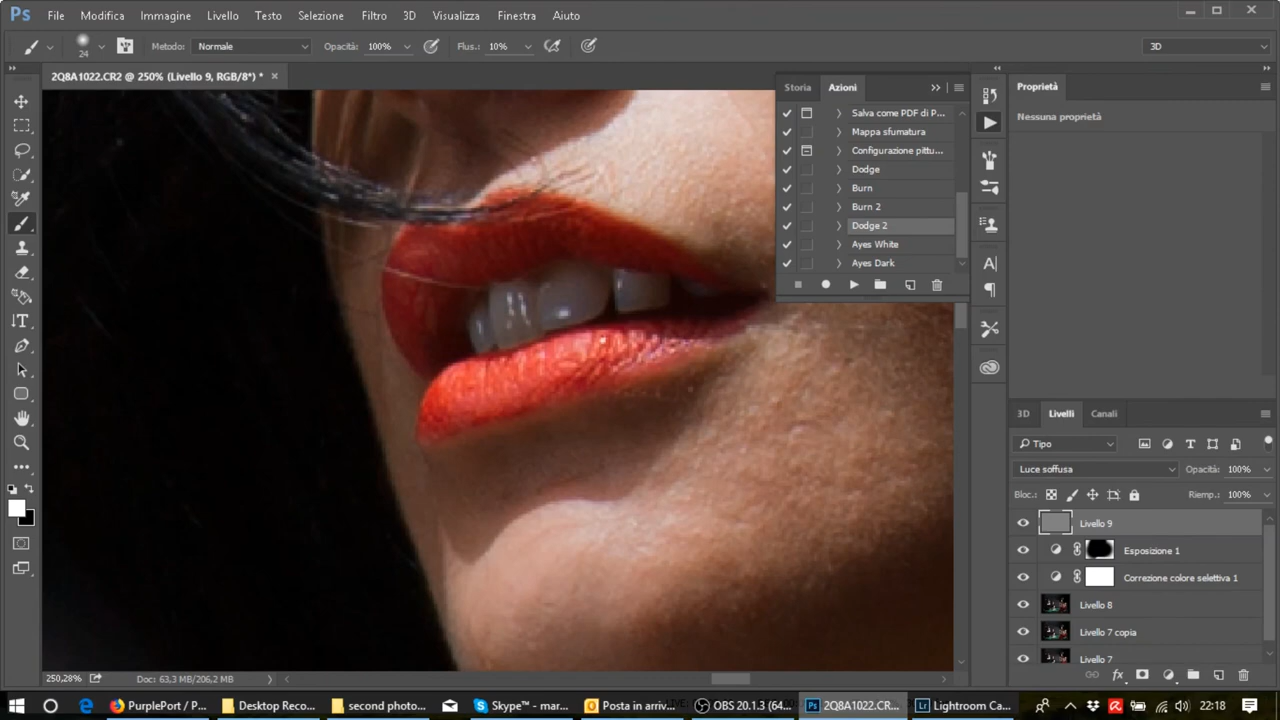 Ps File Modifica Immagine Livello Testo Selezione Filtro 3D Visualizza Finestra Aiuto
24 Metodo: Normale Opacità: 100% Flus.: 10% 3D
2Q8A1022.CR2 @ 250% (Livello 9, RGB/8*) *
Storia Azioni
Salva come PDF di P...
Mappa sfumatura
Configurazione pittu...
Dodge
Burn
Burn 2
Dodge 2
Ayes White
Ayes Dark
Proprietà
Nessuna proprietà
3D Livelli Canali
Tipo
Luce soffusa Opacità: 100%
Bloc.: Riemp.: 100%
Livello 9
Esposizione 1
Correzione colore selettiva 1
Livello 8
Livello 7 copia
Livello 7
250,28% Doc: 63,3 MB/206,2 MB
PurplePort / P... Desktop Reco... second photo... Skype™ - mar... Posta in arriv... OBS 20.1.3 (64... 2Q8A1022.CR... Lightroom Ca... 22:18